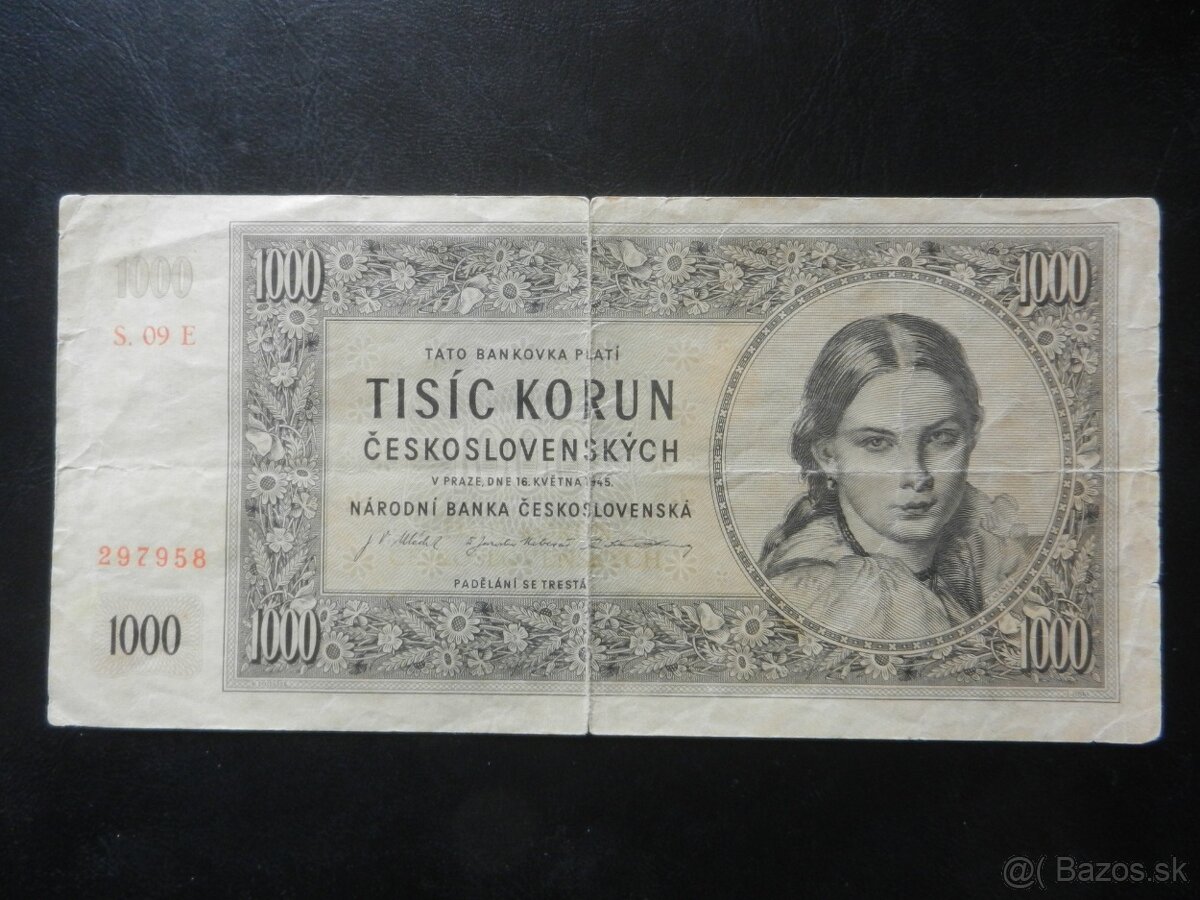 1000
1000
1000
S. 09 E
TATO BANKOVKA PLATÍ
TISÍC KORUN
ČESKOSLOVENSKÝCH
V PRAZE, DNE 16. KVĚTNA 1945.
NÁRODNÍ BANKA ČESKOSLOVENSKÁ
297958
PADĚLÁNÍ SE TRESTÁ
1000
1000
1000
@( Bazos.sk